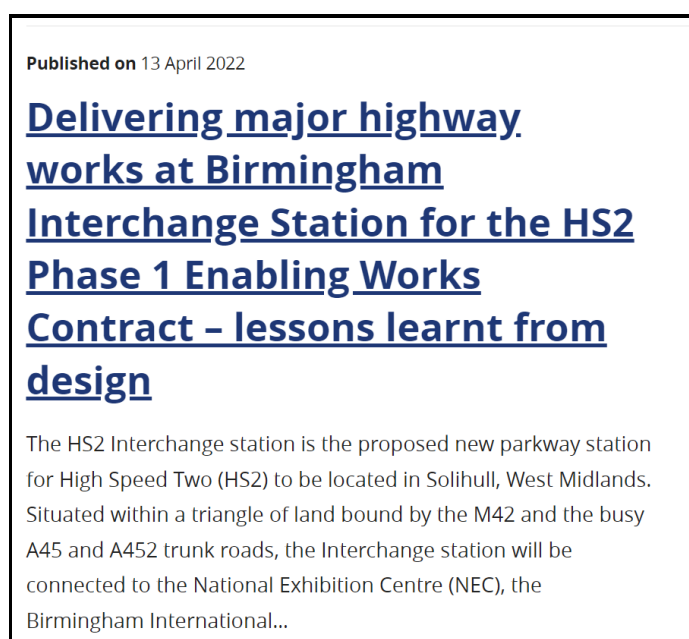 Published on 13 April 2022
Delivering major highway
works at Birmingham
Interchange Station for the HS2
Phase 1 Enabling Works
Contract – lessons learnt from
design
The HS2 Interchange station is the proposed new parkway station
for High Speed Two (HS2) to be located in Solihull, West Midlands.
Situated within a triangle of land bound by the M42 and the busy
A45 and A452 trunk roads, the Interchange station will be
connected to the National Exhibition Centre (NEC), the
Birmingham International...